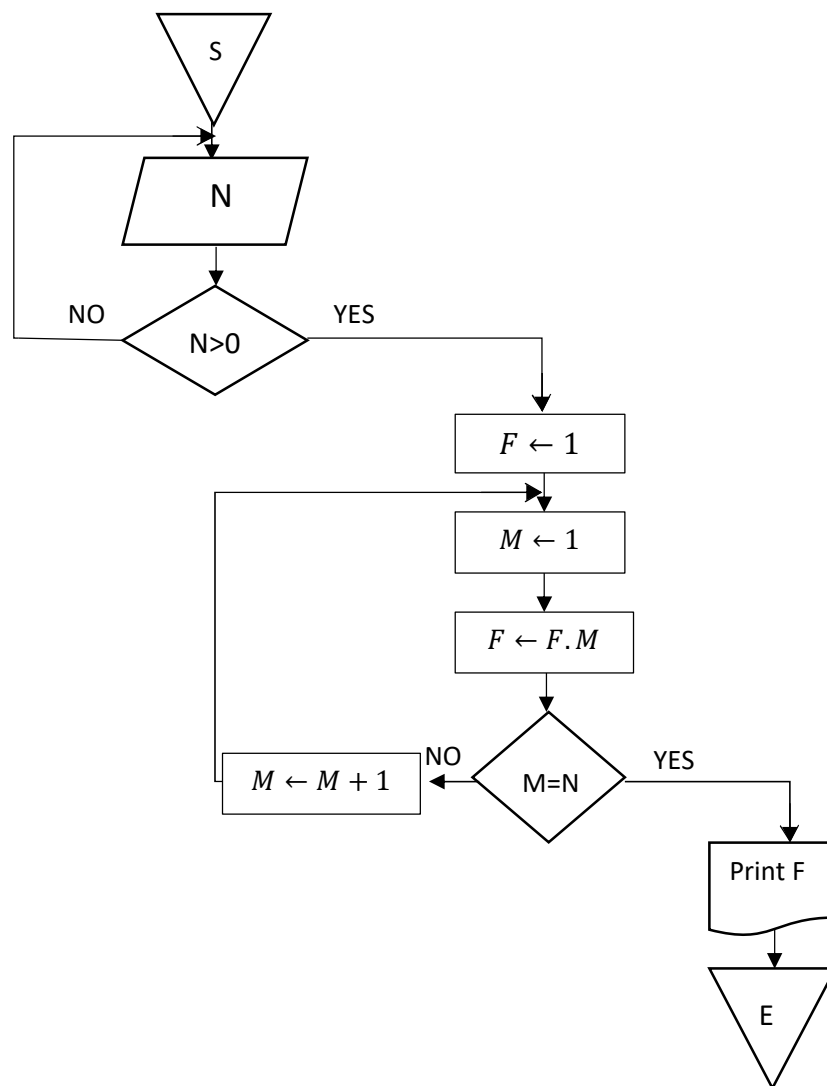 S
N
NO
YES
N>0
𝐹 ← 1
𝑀 ← 1
𝐹 ← 𝐹. 𝑀
NO
YES
𝑀 ← 𝑀 + 1
M=N
Print F
E